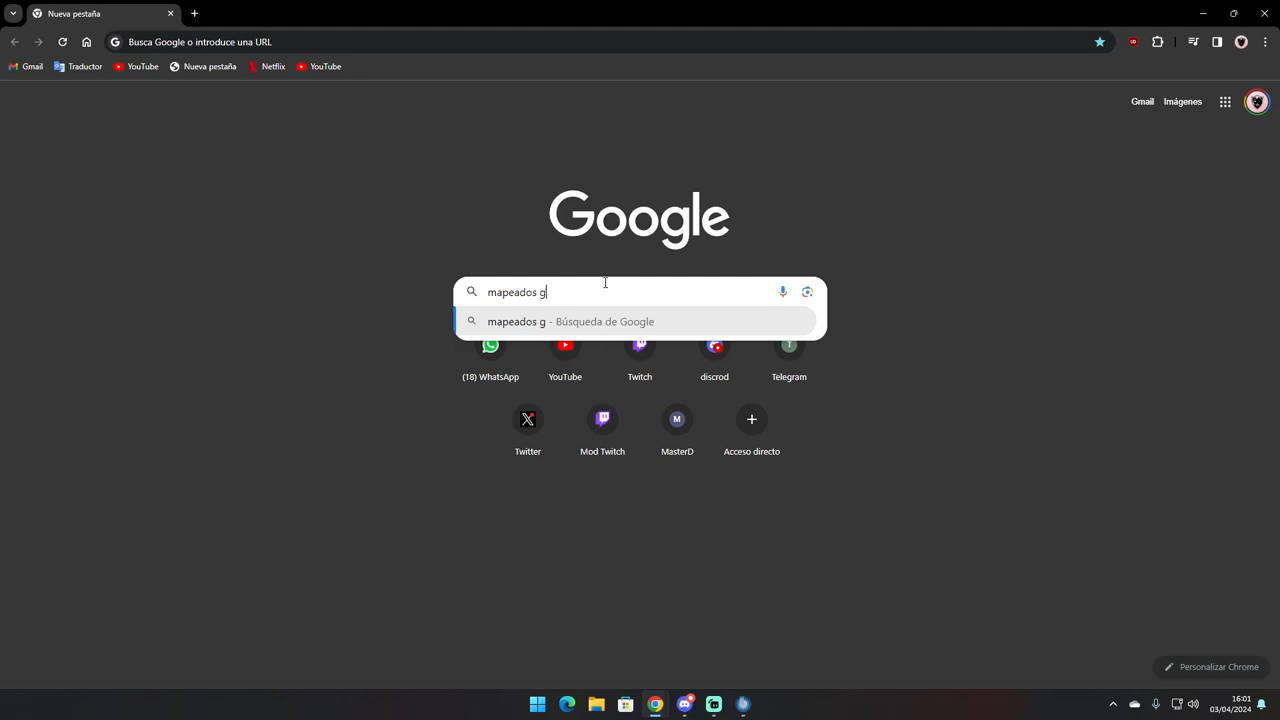 Nueva pestaña
Busca Google o introduce una URL
Gmail
Traductor
YouTube
Nueva pestaña
Netflix
YouTube
Gmail
Imágenes
Google
mapeados g
mapeados g - Búsqueda de Google
(18) WhatsApp
YouTube
Twitch
discrod
T
Telegram
Twitter
Mod Twitch
M
MasterD
Acceso directo
Personalizar Chrome
16:01
03/04/2024